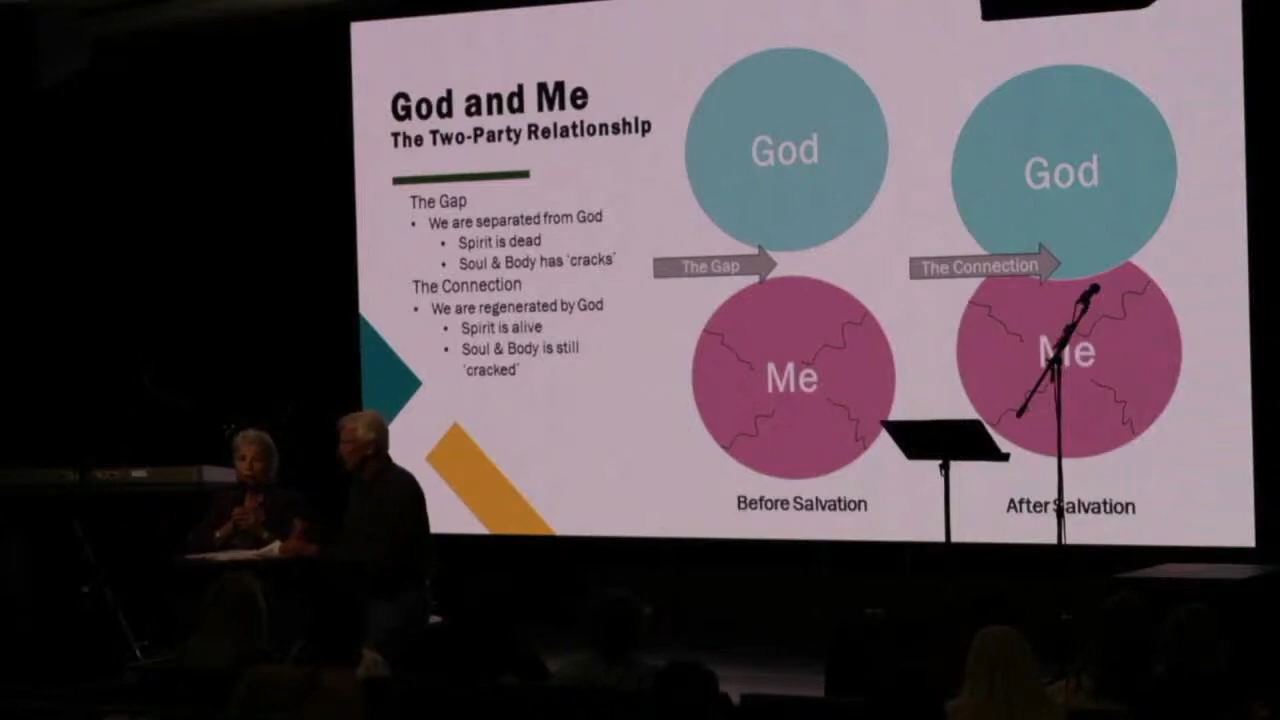 God and Me
The Two-Party Relationship
The Gap
• We are separated from God
• Spirit is dead
• Soul & Body has 'cracks'
The Connection
• We are regenerated by God
• Spirit is alive
• Soul & Body is still
'cracked'
God
The Gap
Me
Before Salvation
God
The Connection
Me
After Salvation